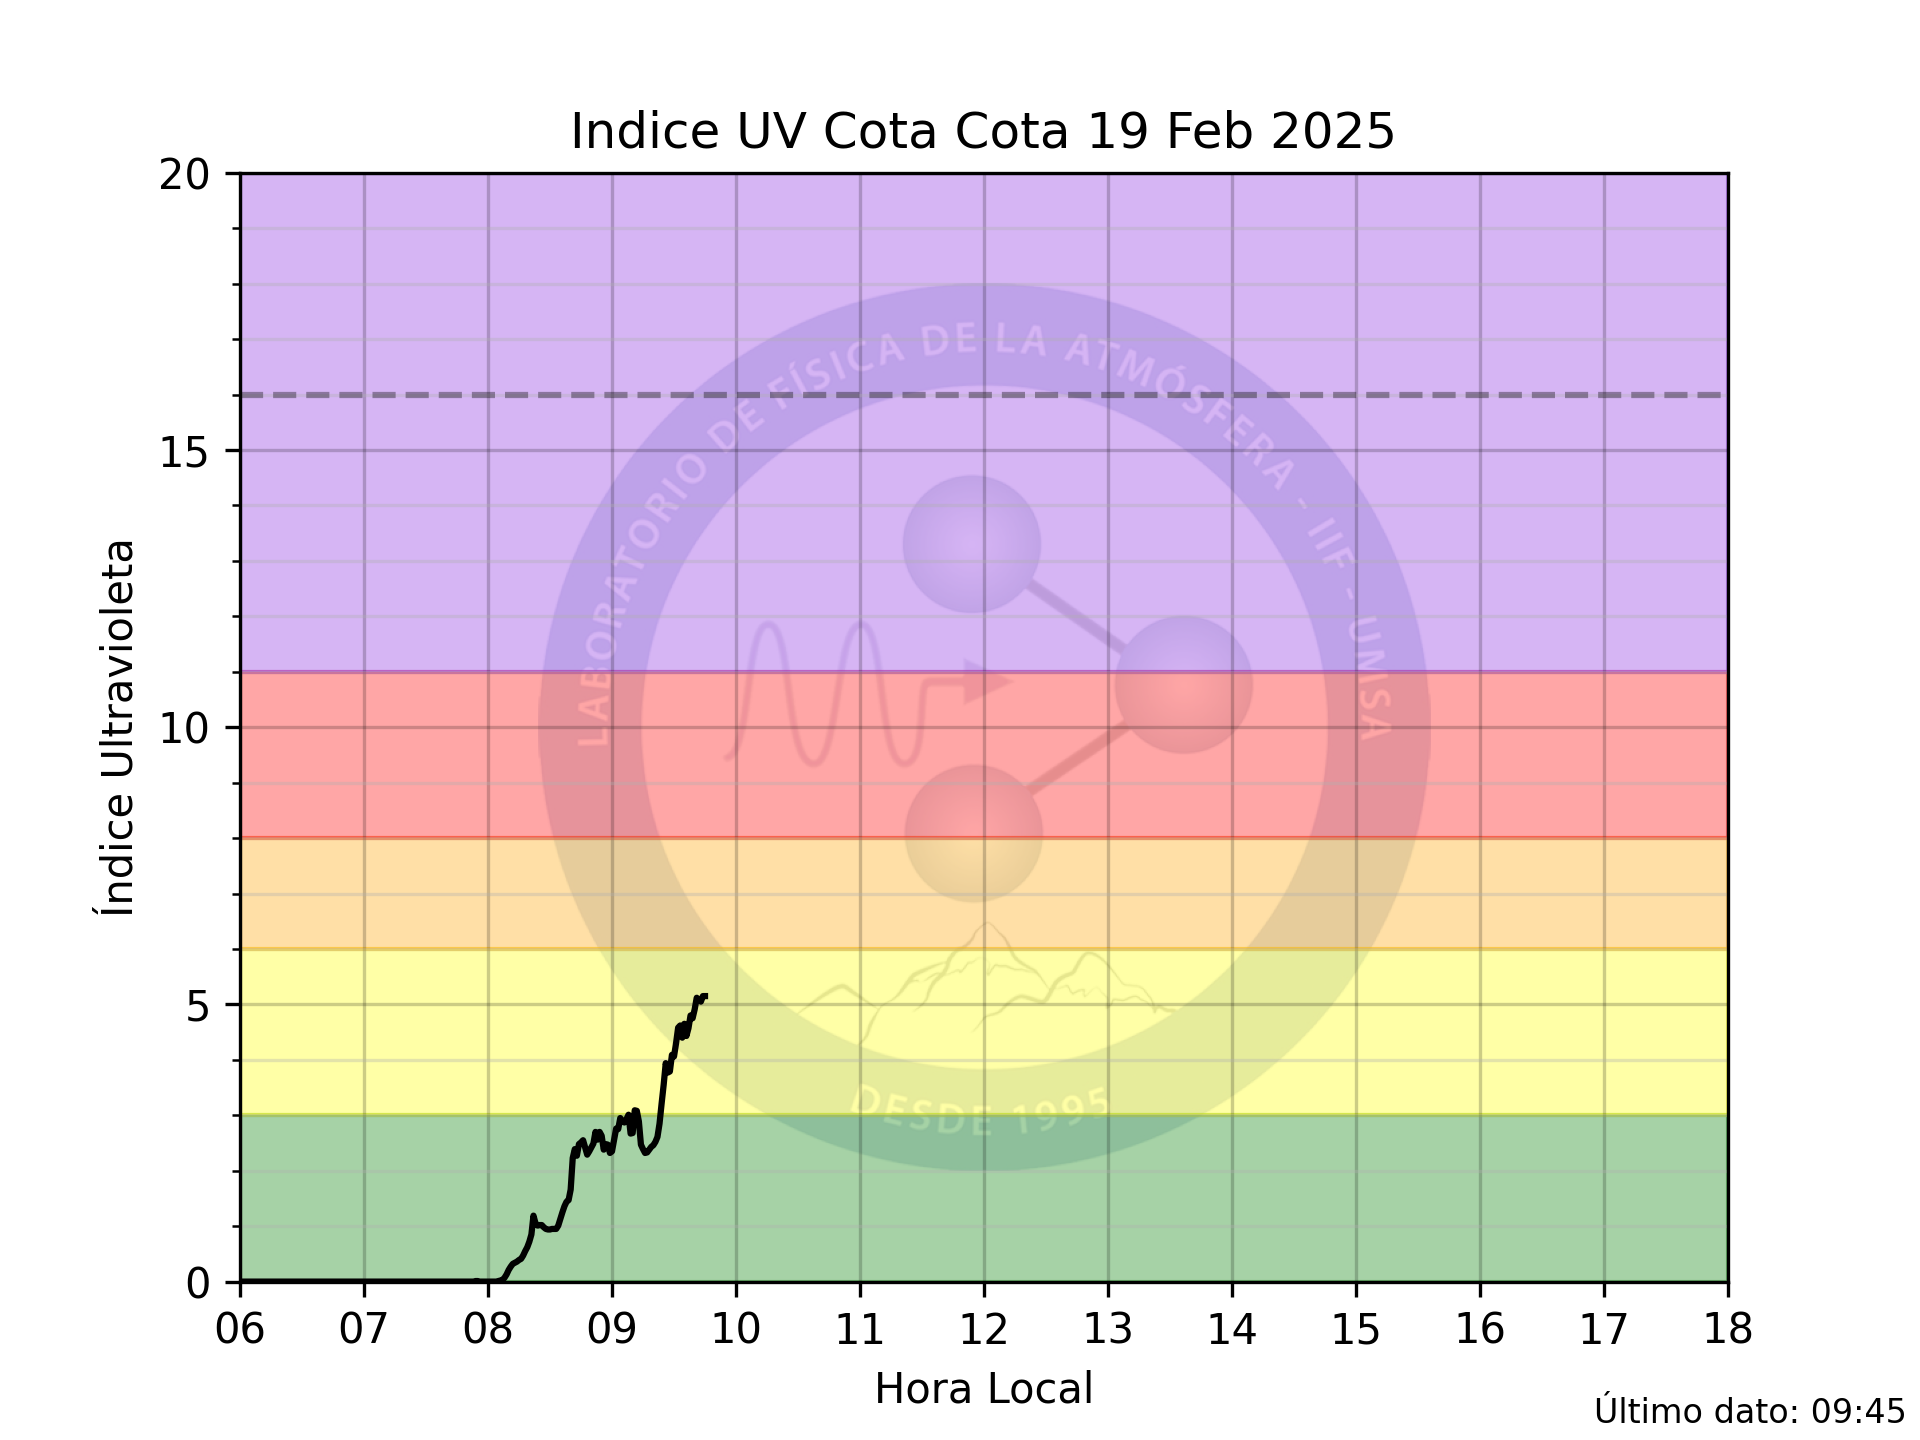 Indice UV Cota Cota 19 Feb 2025
20
15
10
5
0
Índice Ultravioleta
LABORATORIO DE FÍSICA DE LA ATMÓSFERA - IIF - UMSA
DESDE 1995
06 07 08 09 10 11 12 13 14 15 16 17 18
Hora Local
Último dato: 09:45